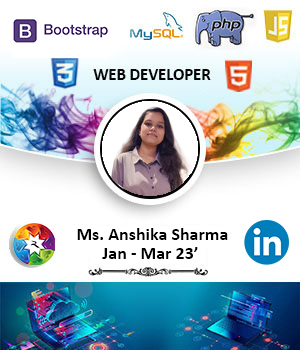 B Bootstrap
MySQL
php
JS
3
WEB DEVELOPER
5
Ms. Anshika Sharma
Jan - Mar 23’
in